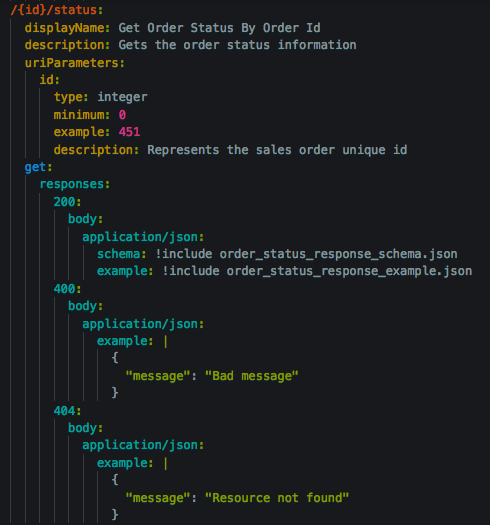 /{id}/status:
displayName: Get Order Status By Order Id
description: Gets the order status information
uriParameters:
id:
type: integer
minimum: 0
example: 451
description: Represents the sales order unique id
get:
responses:
200:
body:
application/json:
schema: !include order_status_response_schema.json
example: !include order_status_response_example.json
400:
body:
application/json:
example: |
{
"message": "Bad message"
}
404:
body:
application/json:
example: |
{
"message": "Resource not found"
}